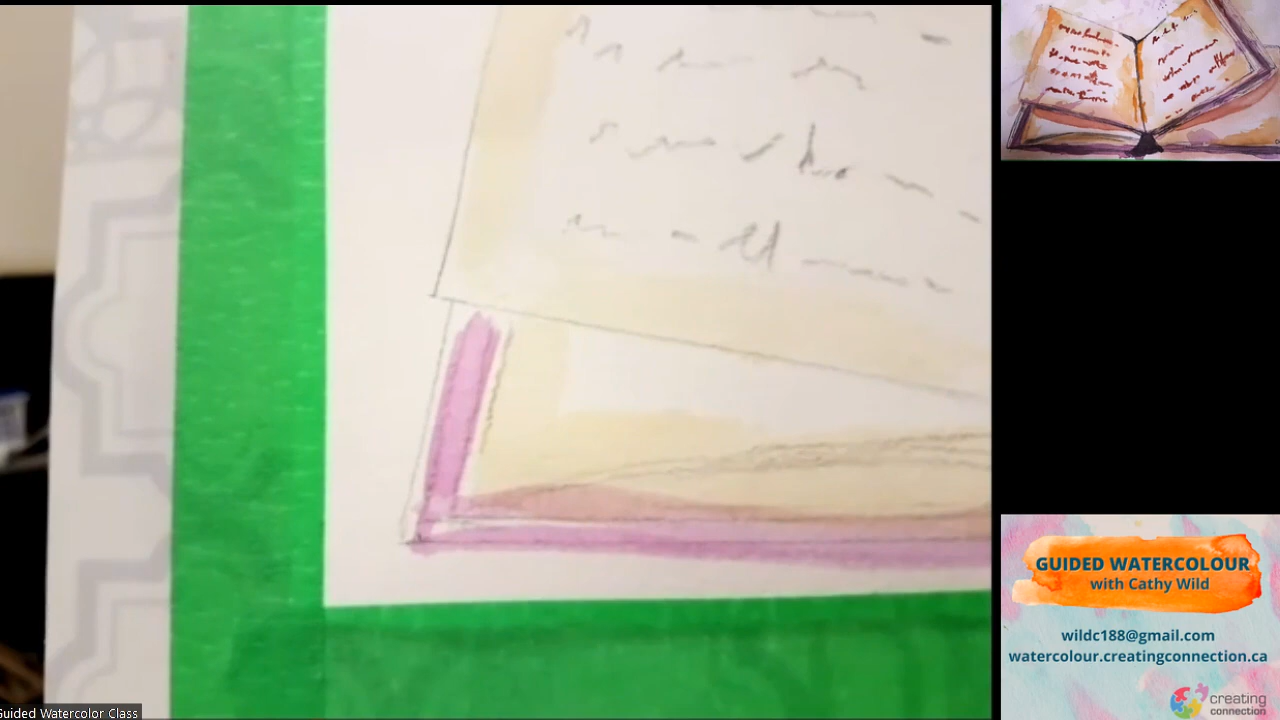 GUIDED WATERCOLOUR
with Cathy Wild
wildc188@gmail.com
watercolour.creatingconnection.ca
creating
connection
Guided Watercolor Class